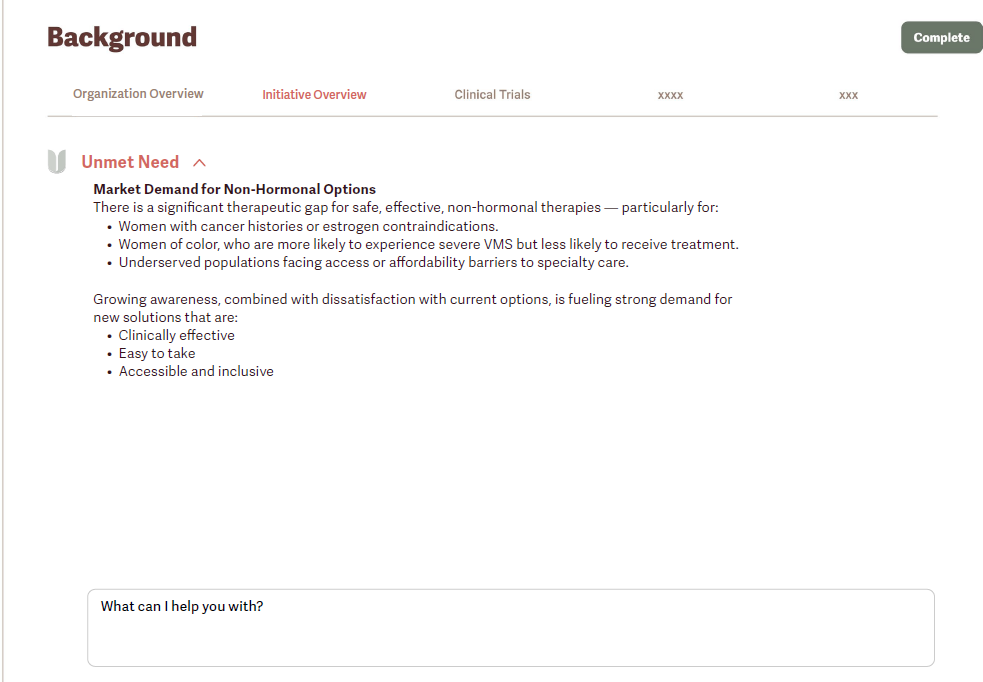 Background
Complete
Organization Overview
Initiative Overview
Clinical Trials
xxxx
xxx
Unmet Need
Market Demand for Non-Hormonal Options
There is a significant therapeutic gap for safe, effective, non-hormonal therapies — particularly for:
• Women with cancer histories or estrogen contraindications.
• Women of color, who are more likely to experience severe VMS but less likely to receive treatment.
• Underserved populations facing access or affordability barriers to specialty care.
Growing awareness, combined with dissatisfaction with current options, is fueling strong demand for
new solutions that are:
• Clinically effective
• Easy to take
• Accessible and inclusive
What can I help you with?